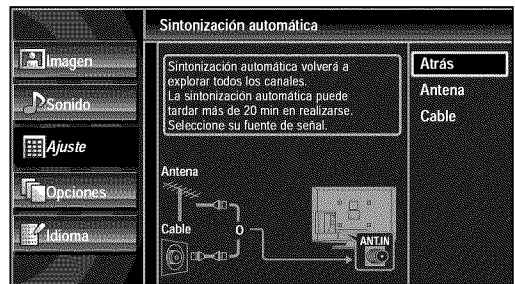 Sintonización automática
Imagen
Sonido
Ajuste
Opciones
Idioma
Sintonización automática volverá a
explorar todos los canales.
La sintonización automática puede
tardar más de 20 min en realizarse.
Seleccione su fuente de señal.
Antena
Cable
O
ANT.IN
Atrás
Antena
Cable